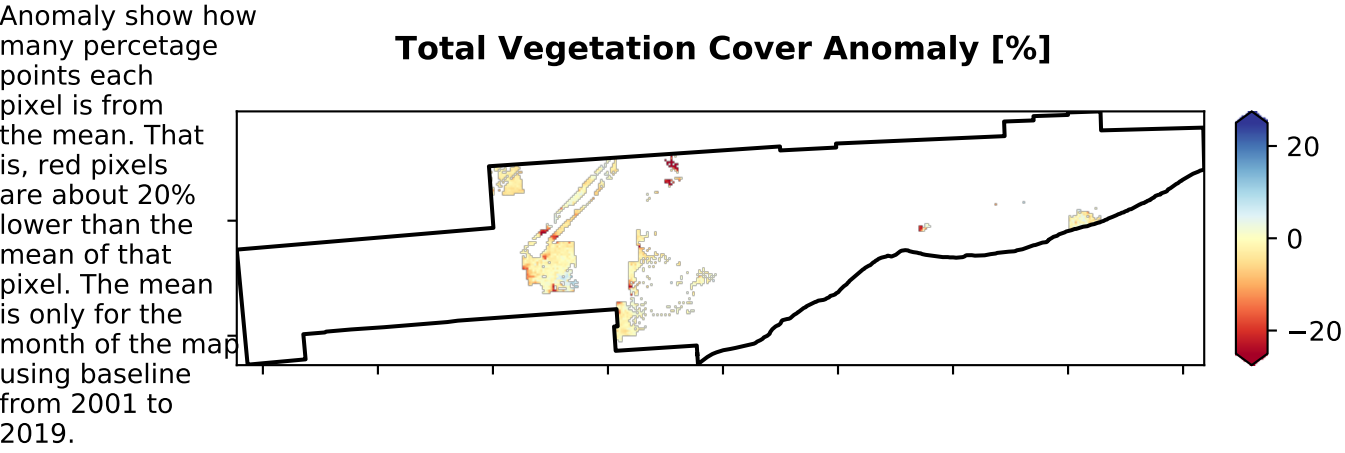 Anomaly show how
many percetage
points each
pixel is from
the mean. That
is, red pixels
are about 20%
lower than the
mean of that
pixel. The mean
is only for the
month of the map
using baseline
from 2001 to
2019.
Total Vegetation Cover Anomaly [%]
20
0
−20